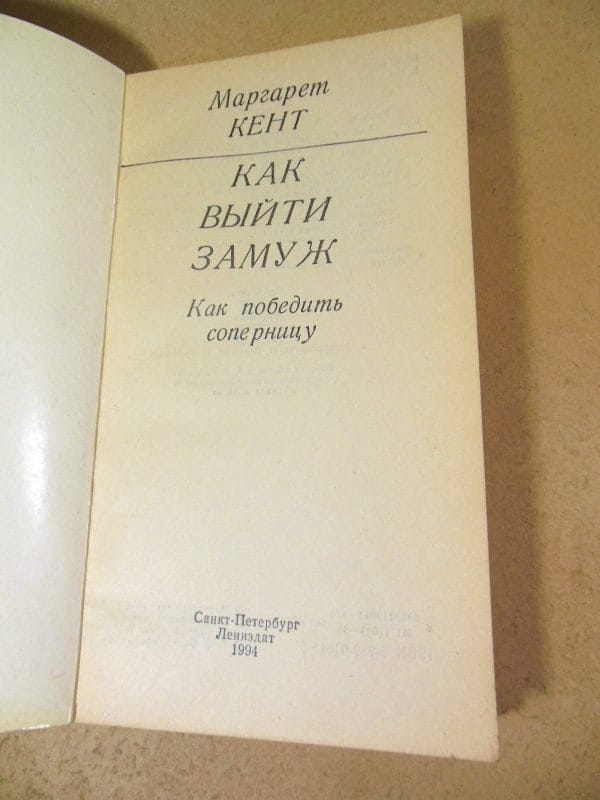 Маргарет
КЕНТ
КАК
ВЫЙТИ
ЗАМУЖ
Как победить
соперницу
Санкт-Петербург
Лениздат
1994